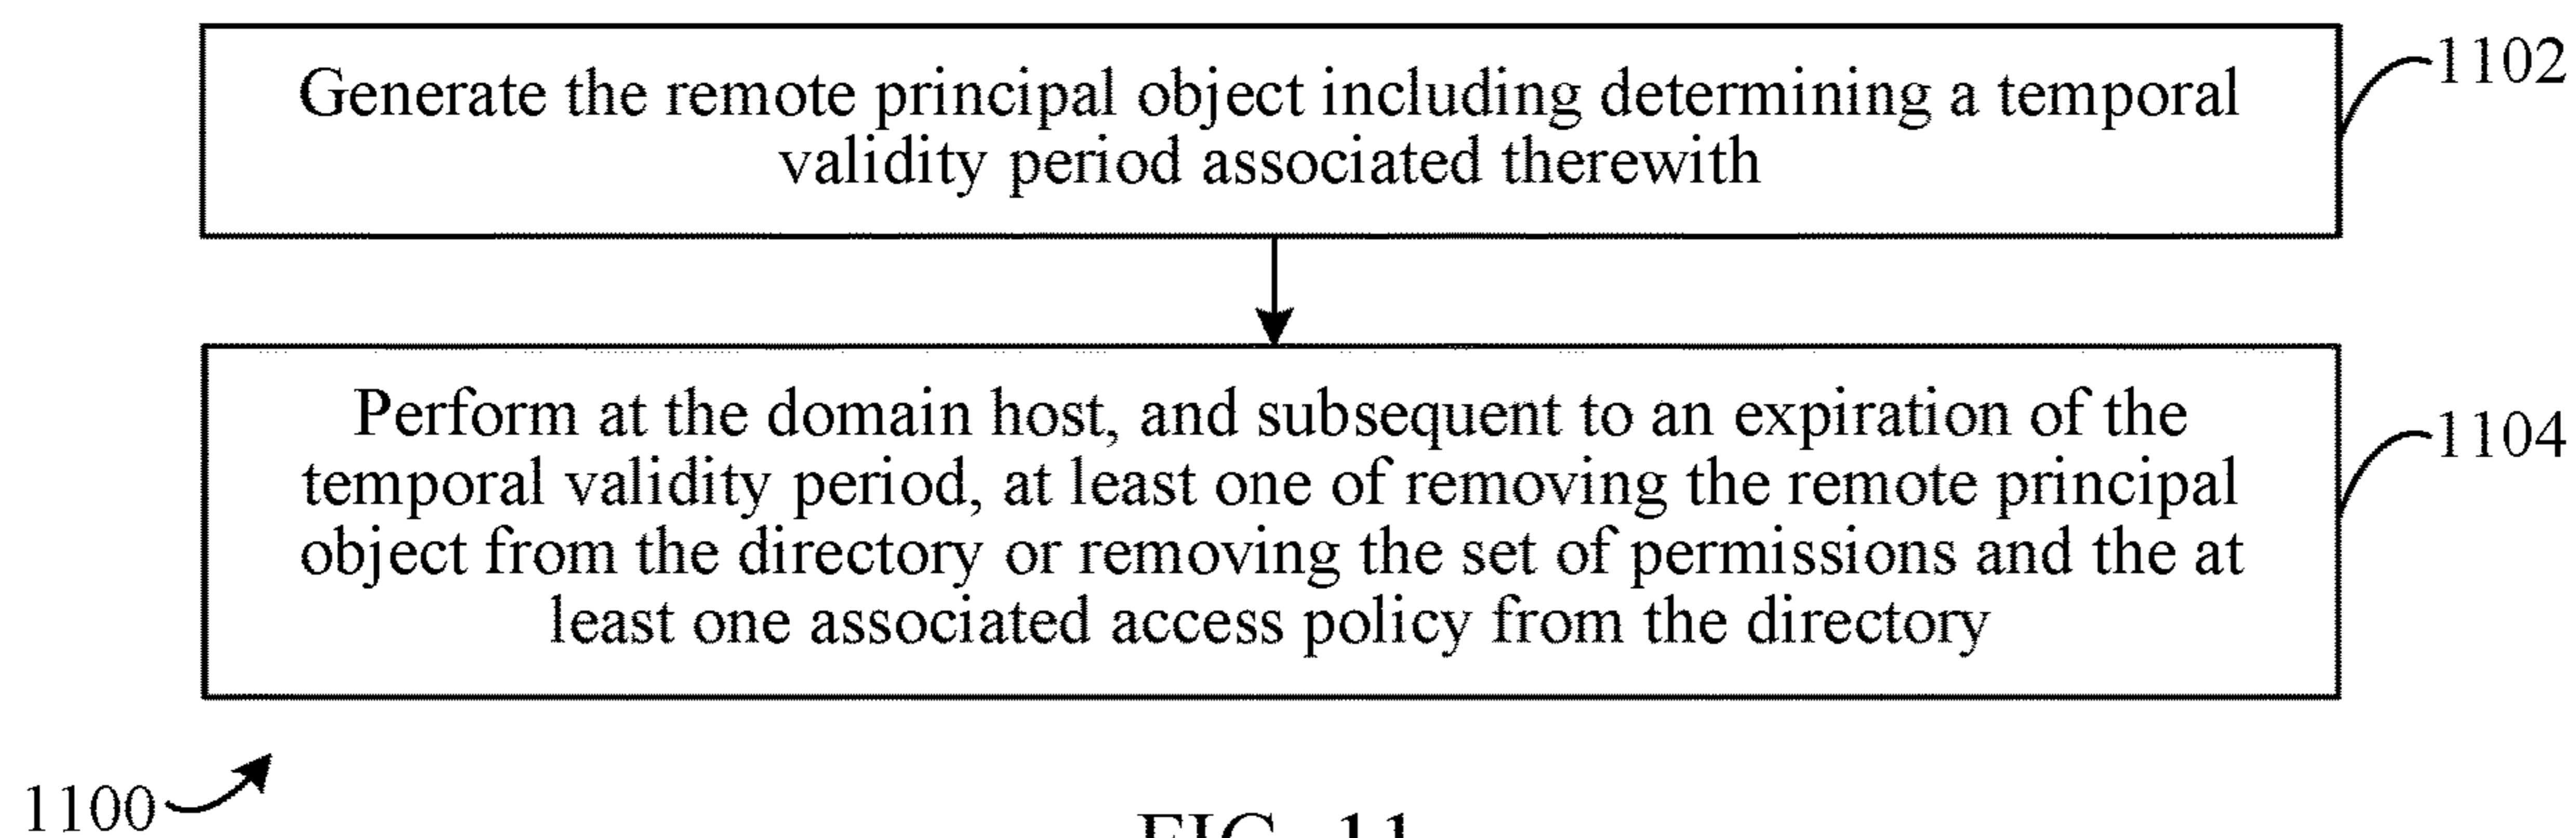 Generate the remote principal object including determining a temporal
validity period associated therewith
1102
Perform at the domain host, and subsequent to an expiration of the
temporal validity period, at least one of removing the remote principal
object from the directory or removing the set of permissions and the at
least one associated access policy from the directory
1104
1100
FIG. 11